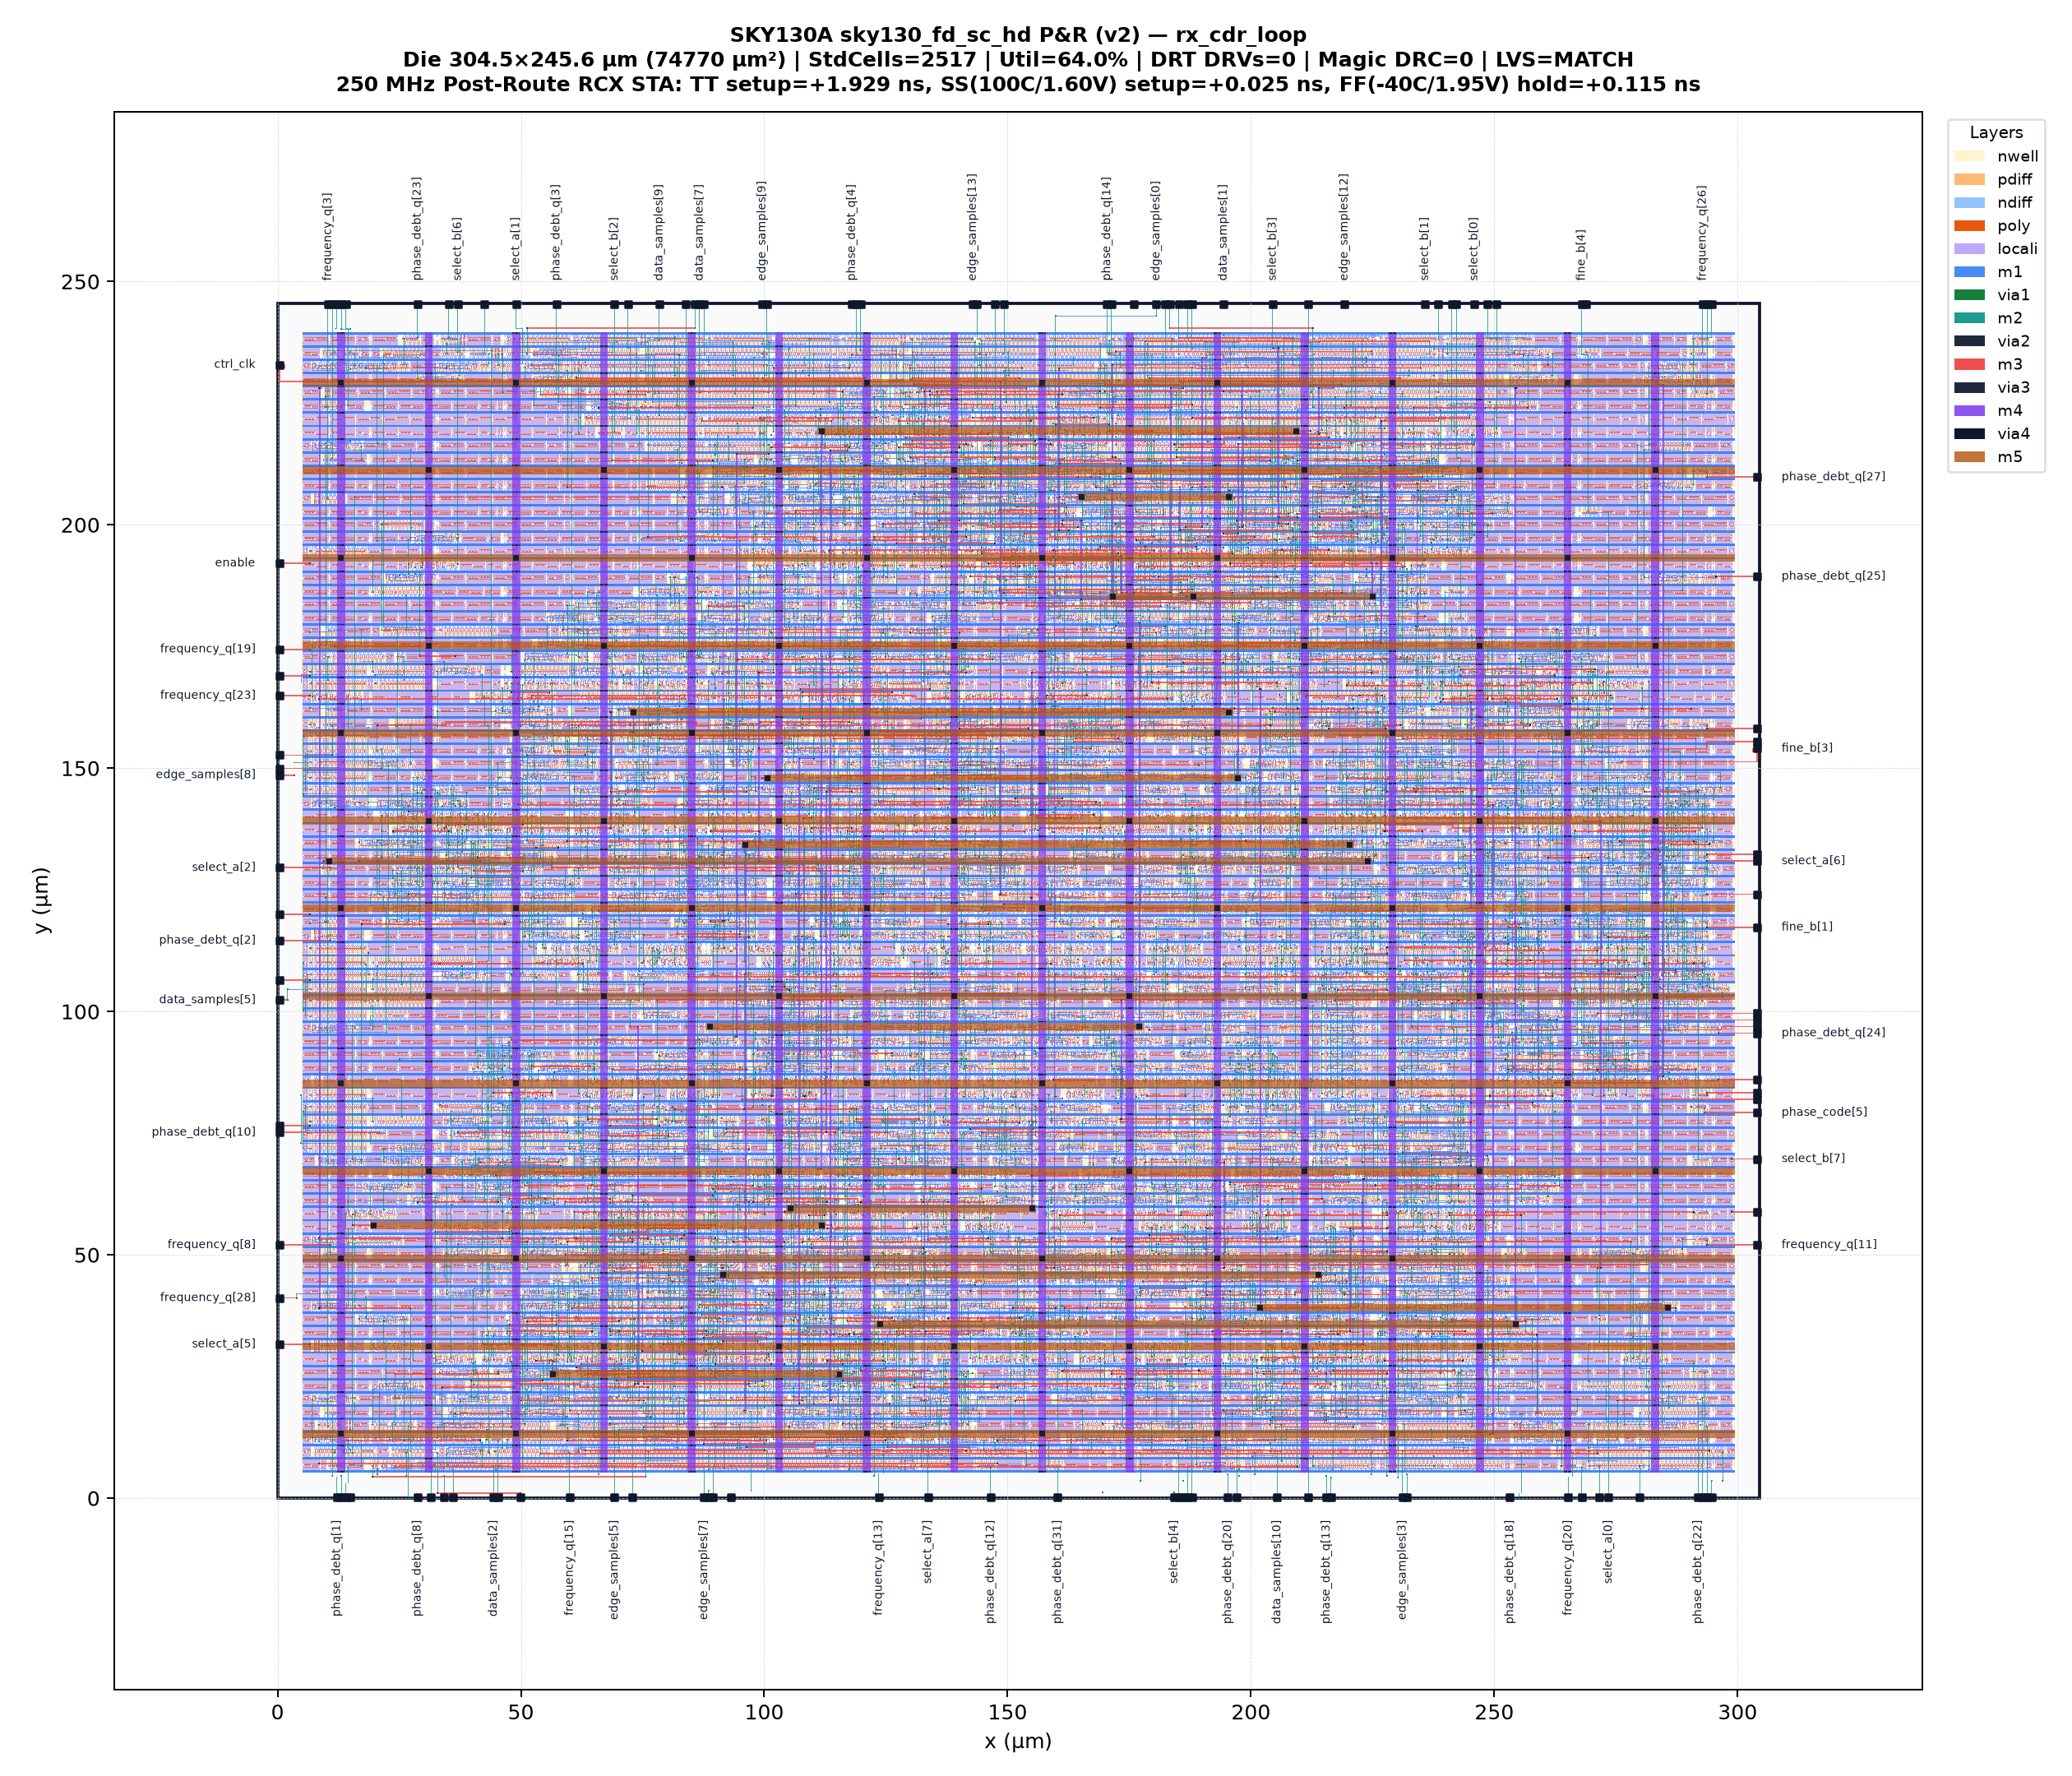 SKY130A sky130_fd_sc_hd P&R (v2) — rx_cdr_loop
Die 304.5×245.6 μm (74770 μm²) | StdCells=2517 | Util=64.0% | DRT DRVs=0 | Magic DRC=0 | LVS=MATCH
250 MHz Post-Route RCX STA: TT setup=+1.929 ns, SS(100C/1.60V) setup=+0.025 ns, FF(-40C/1.95V) hold=+0.115 ns
Layers
nwell
pdiff
ndiff
poly
locali
m1
via1
m2
via2
m3
via3
m4
via4
m5
frequency_q[3]
phase_debt_q[23]
select_b[6]
select_a[1]
phase_debt_q[3]
select_b[2]
data_samples[9]
data_samples[7]
edge_samples[9]
phase_debt_q[4]
edge_samples[13]
phase_debt_q[14]
edge_samples[0]
data_samples[1]
select_b[3]
edge_samples[12]
select_b[1]
select_b[0]
fine_b[4]
frequency_q[26]
ctrl_clk
enable
frequency_q[19]
frequency_q[23]
edge_samples[8]
select_a[2]
phase_debt_q[2]
data_samples[5]
phase_debt_q[10]
frequency_q[8]
frequency_q[28]
select_a[5]
phase_debt_q[27]
phase_debt_q[25]
fine_b[3]
select_a[6]
fine_b[1]
phase_debt_q[24]
phase_code[5]
select_b[7]
frequency_q[11]
phase_debt_q[1]
phase_debt_q[8]
data_samples[2]
frequency_q[15]
edge_samples[5]
edge_samples[7]
frequency_q[13]
select_a[7]
phase_debt_q[12]
phase_debt_q[31]
select_b[4]
phase_debt_q[20]
data_samples[10]
phase_debt_q[13]
edge_samples[3]
phase_debt_q[18]
frequency_q[20]
select_a[0]
phase_debt_q[22]
250
200
150
100
50
0
y (μm)
0 50 100 150 200 250 300
x (μm)